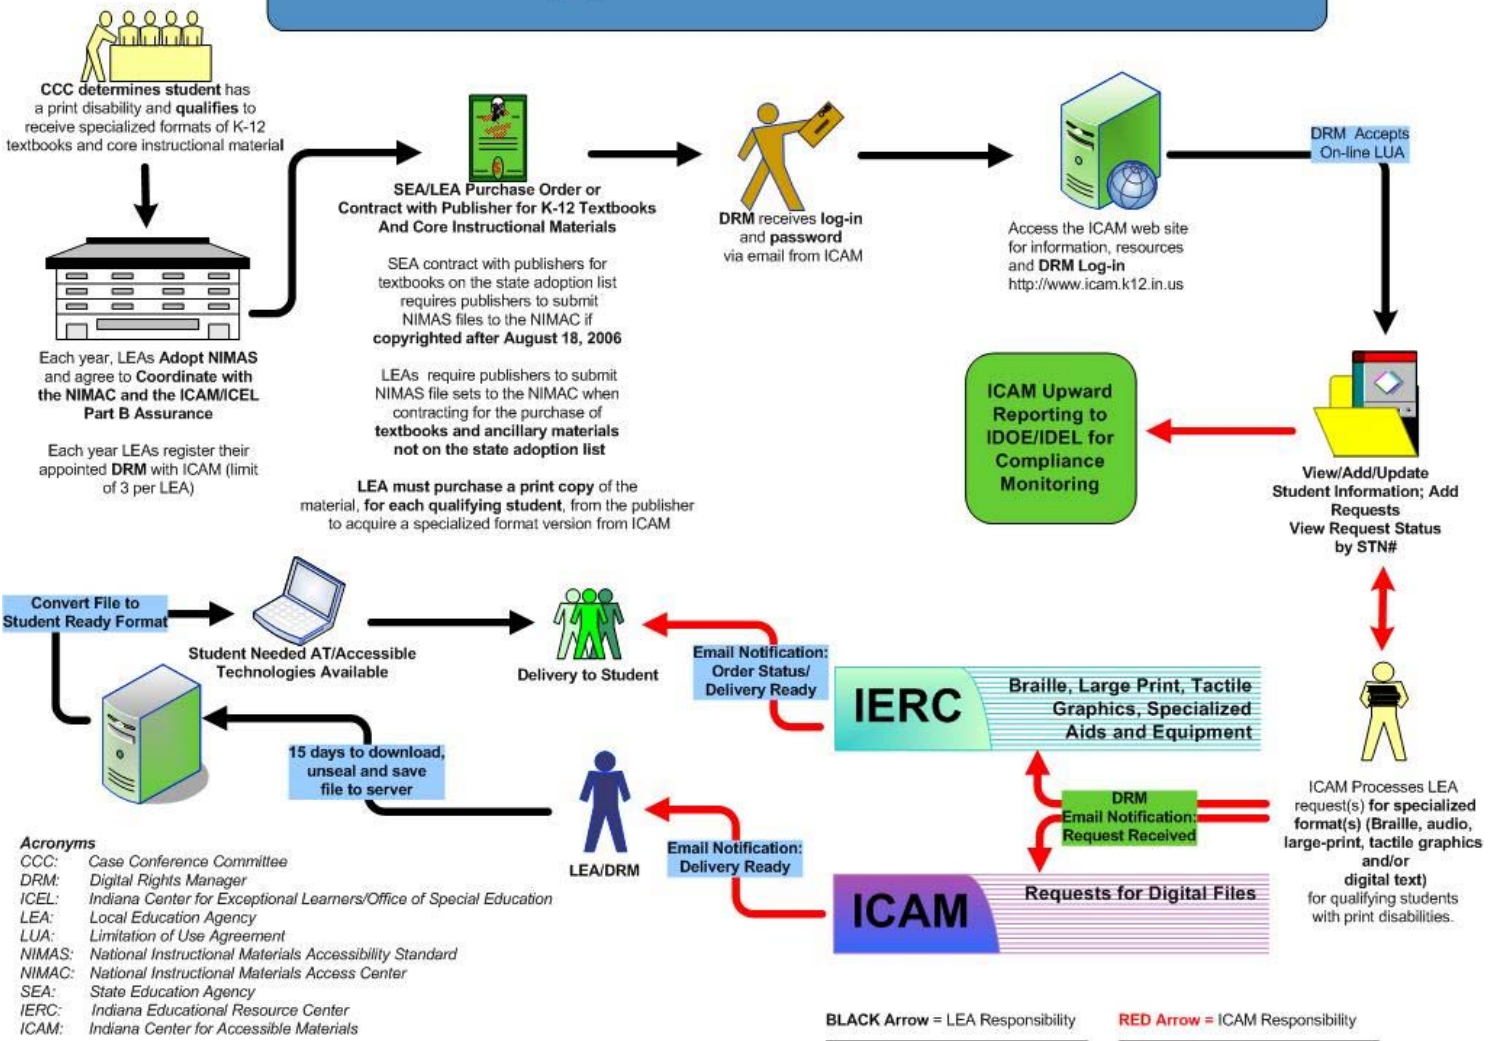 CCC determines student has
a print disability and qualifies to
receive specialized formats of K-12
textbooks and core instructional material
Each year, LEAs Adopt NIMAS
and agree to Coordinate with
the NIMAC and the ICAM/ICEL
Part B Assurance
Each year LEAs register their
appointed DRM with ICAM (limit
of 3 per LEA)
SEA/LEA Purchase Order or
Contract with Publisher for K-12 Textbooks
And Core Instructional Materials
SEA contract with publishers for
textbooks on the state adoption list
requires publishers to submit
NIMAS files to the NIMAC if
copyrighted after August 18, 2006
LEAs require publishers to submit
NIMAS file sets to the NIMAC when
contracting for the purchase of
textbooks and ancillary materials
not on the state adoption list
LEA must purchase a print copy of the
material, for each qualifying student, from the publisher
to acquire a specialized format version from ICAM
DRM receives log-in
and password
via email from ICAM
Access the ICAM web site
for information, resources
and DRM Log-in
http://www.icam.k12.in.us
DRM Accepts
On-line LUA
View/Add/Update
Student Information; Add
Requests
View Request Status
by STN#
ICAM Upward
Reporting to
IDOE/IDEL for
Compliance
Monitoring
ICAM Processes LEA
request(s) for specialized
format(s) (Braille, audio,
large-print, tactile graphics
and/or
digital text)
for qualifying students
with print disabilities.
DRM
Email Notification:
Request Received
IERC
Braille, Large Print, Tactile
Graphics, Specialized
Aids and Equipment
ICAM
Requests for Digital Files
Email Notification:
Order Status/
Delivery Ready
Email Notification:
Delivery Ready
LEA/DRM
15 days to download,
unseal and save
file to server
Convert File to
Student Ready Format
Student Needed AT/Accessible
Technologies Available
Delivery to Student
Acronyms
CCC: Case Conference Committee
DRM: Digital Rights Manager
ICEL: Indiana Center for Exceptional Learners/Office of Special Education
LEA: Local Education Agency
LUA: Limitation of Use Agreement
NIMAS: National Instructional Materials Accessibility Standard
NIMAC: National Instructional Materials Access Center
SEA: State Education Agency
IERC: Indiana Educational Resource Center
ICAM: Indiana Center for Accessible Materials
BLACK Arrow = LEA Responsibility
RED Arrow = ICAM Responsibility